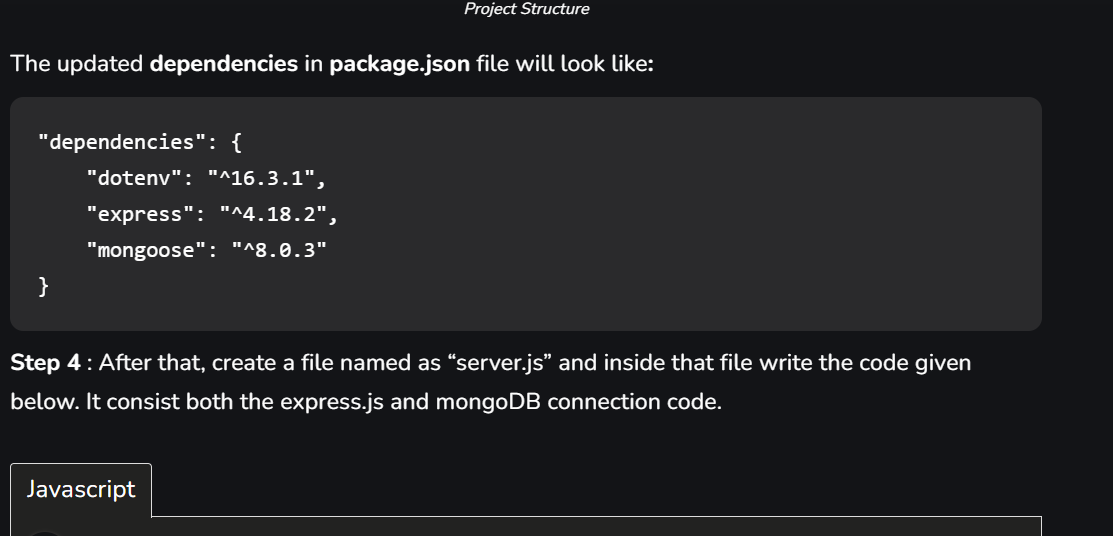 Project Structure
The updated dependencies in package.json file will look like:
"dependencies": {
    "dotenv": "^16.3.1",
    "express": "^4.18.2",
    "mongoose": "^8.0.3"
}
Step 4 : After that, create a file named as “server.js” and inside that file write the code given
below. It consist both the express.js and mongoDB connection code.
Javascript